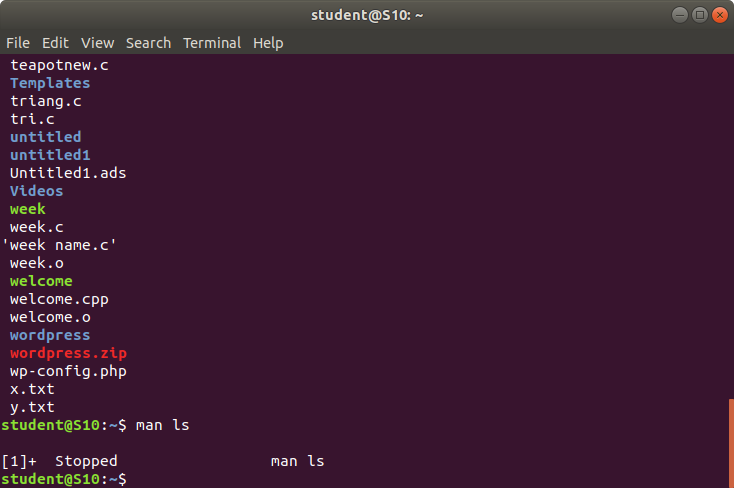 student@S10: ~
File Edit View Search Terminal Help
teapotnew.c
Templates
triang.c
tri.c
untitled
untitled1
Untitled1.ads
Videos
week
week.c
'week name.c'
week.o
welcome
welcome.cpp
welcome.o
wordpress
wordpress.zip
wp-config.php
x.txt
y.txt
student@S10:~$ man ls
[1]+  Stopped                 man ls
student@S10:~$